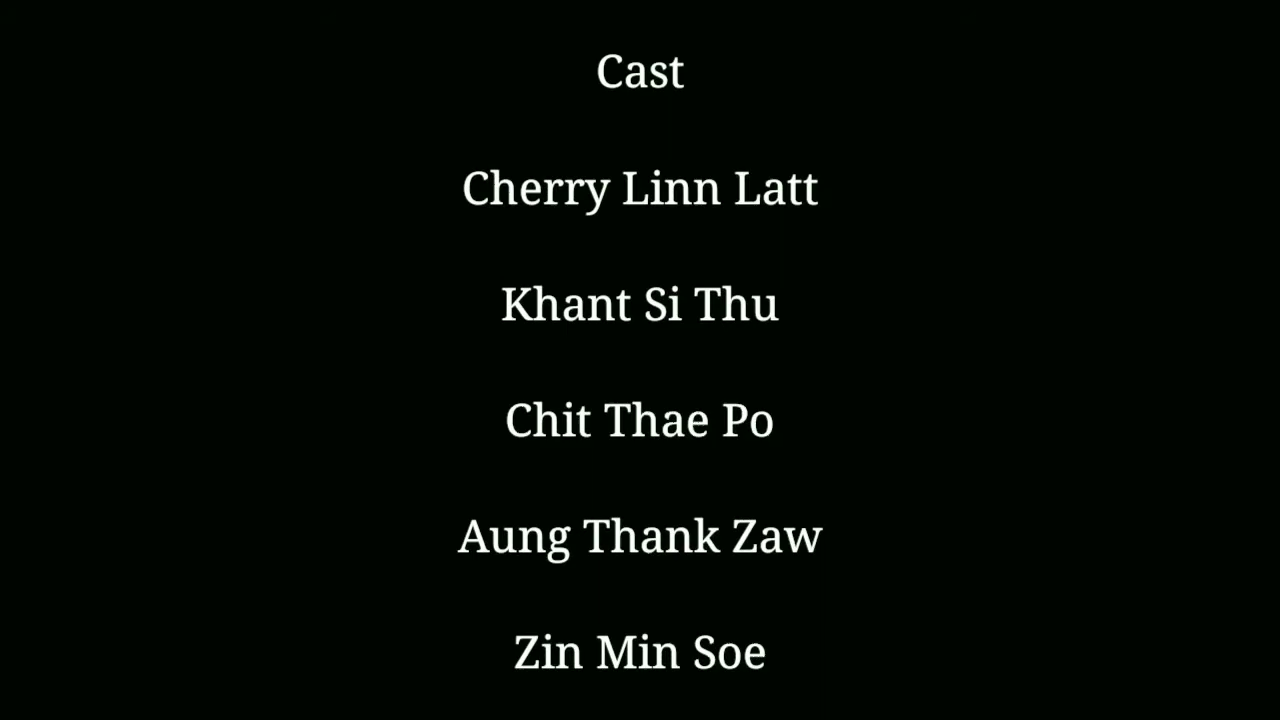 Cast
Cherry Linn Latt
Khant Si Thu
Chit Thae Po
Aung Thank Zaw
Zin Min Soe